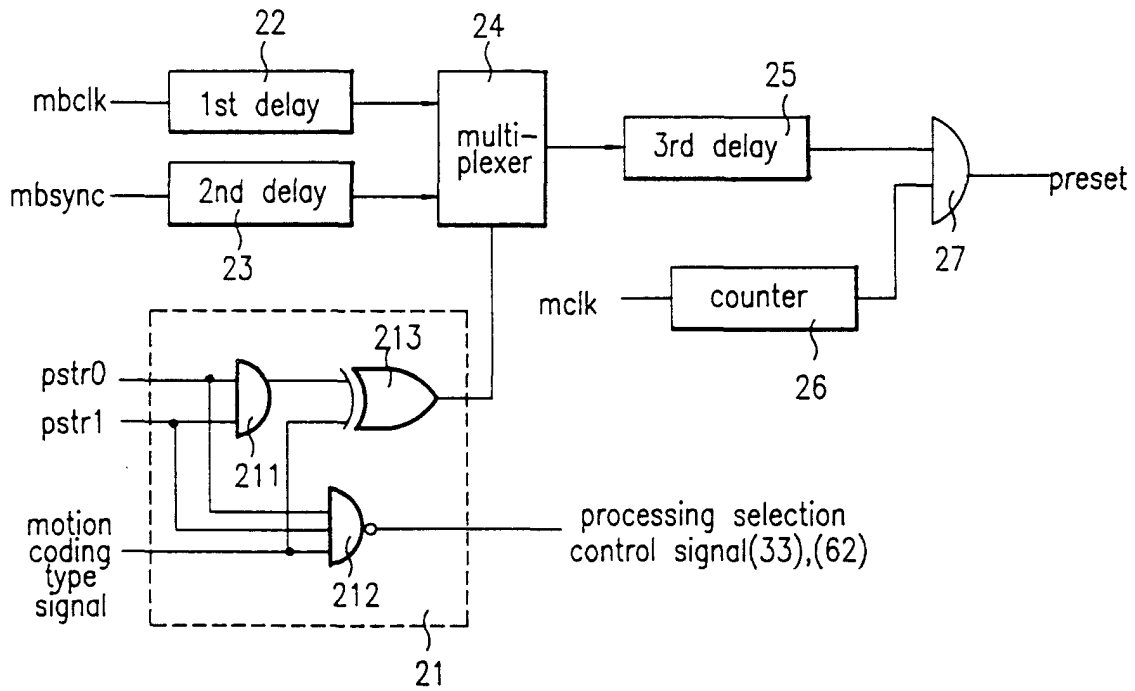 22
24
mbclk
1st delay
25
multi-
plexer
3rd delay
preset
mbsync
2nd delay
23
27
mclk
counter
26
213
pstr0
pstr1
211
motion
coding
type
signal
212
processing selection
control signal(33),(62)
21